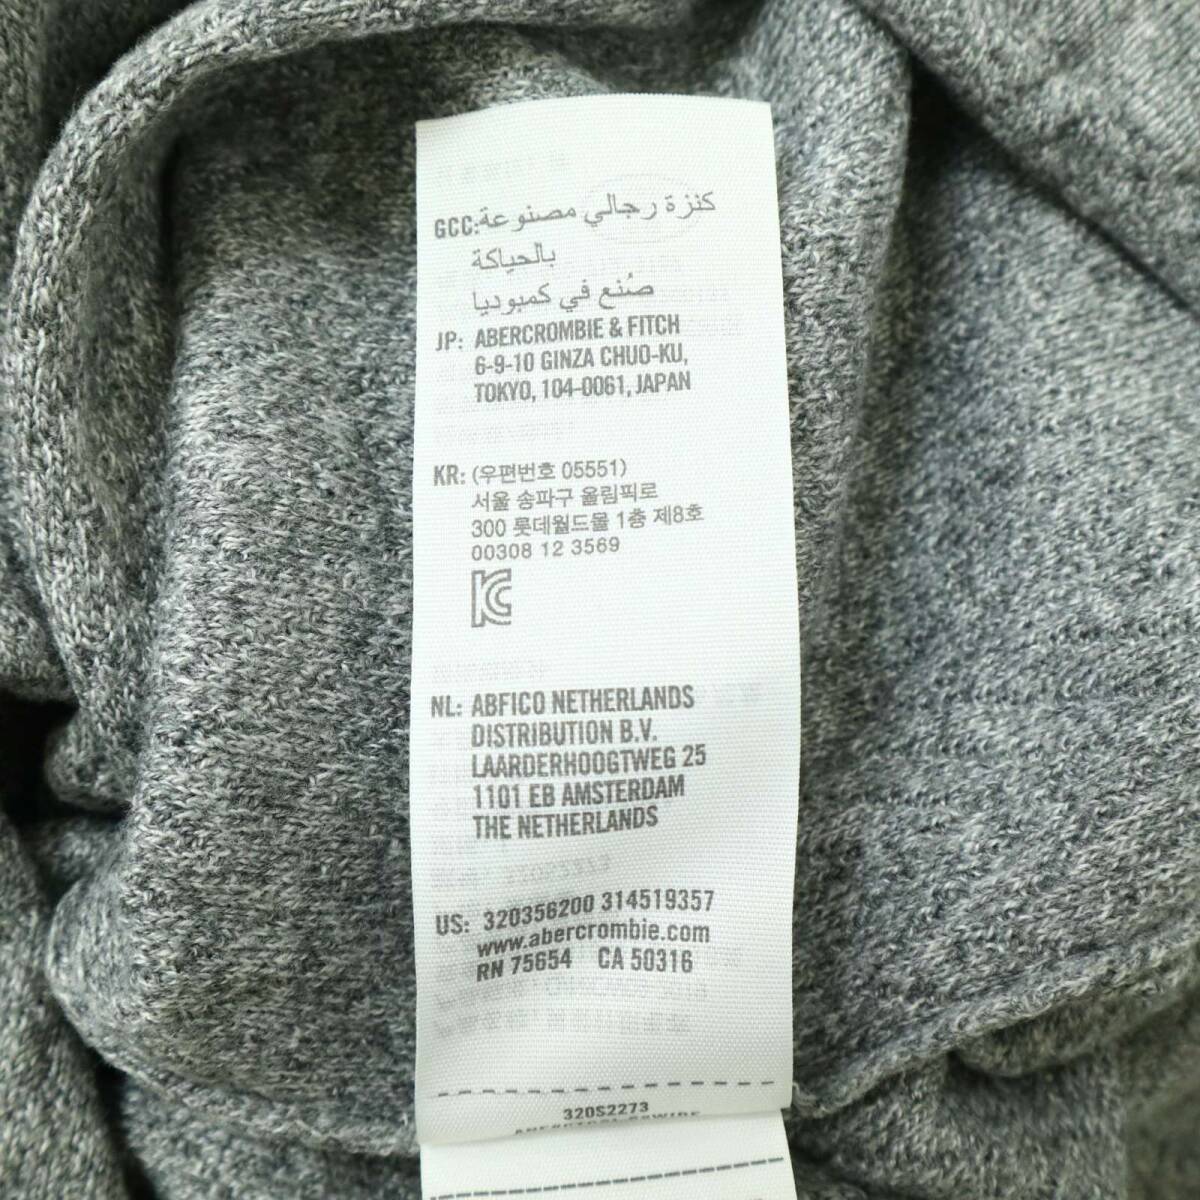 GCC: كنزة رجالي مصنوعة
بالحياكة
صُنع في كمبوديا
JP: ABERCROMBIE & FITCH
6-9-10 GINZA CHUO-KU,
TOKYO, 104-0061, JAPAN
KR: (우편번호 05551)
서울 송파구 올림픽로
300 롯데월드몰 1층 제8호
00308 12 3569
KC
NL: ABFICO NETHERLANDS
DISTRIBUTION B.V.
LAARDERHOOGTWEG 25
1101 EB AMSTERDAM
THE NETHERLANDS
US: 320356200 314519357
www.abercrombie.com
RN 75654 CA 50316
320S2273